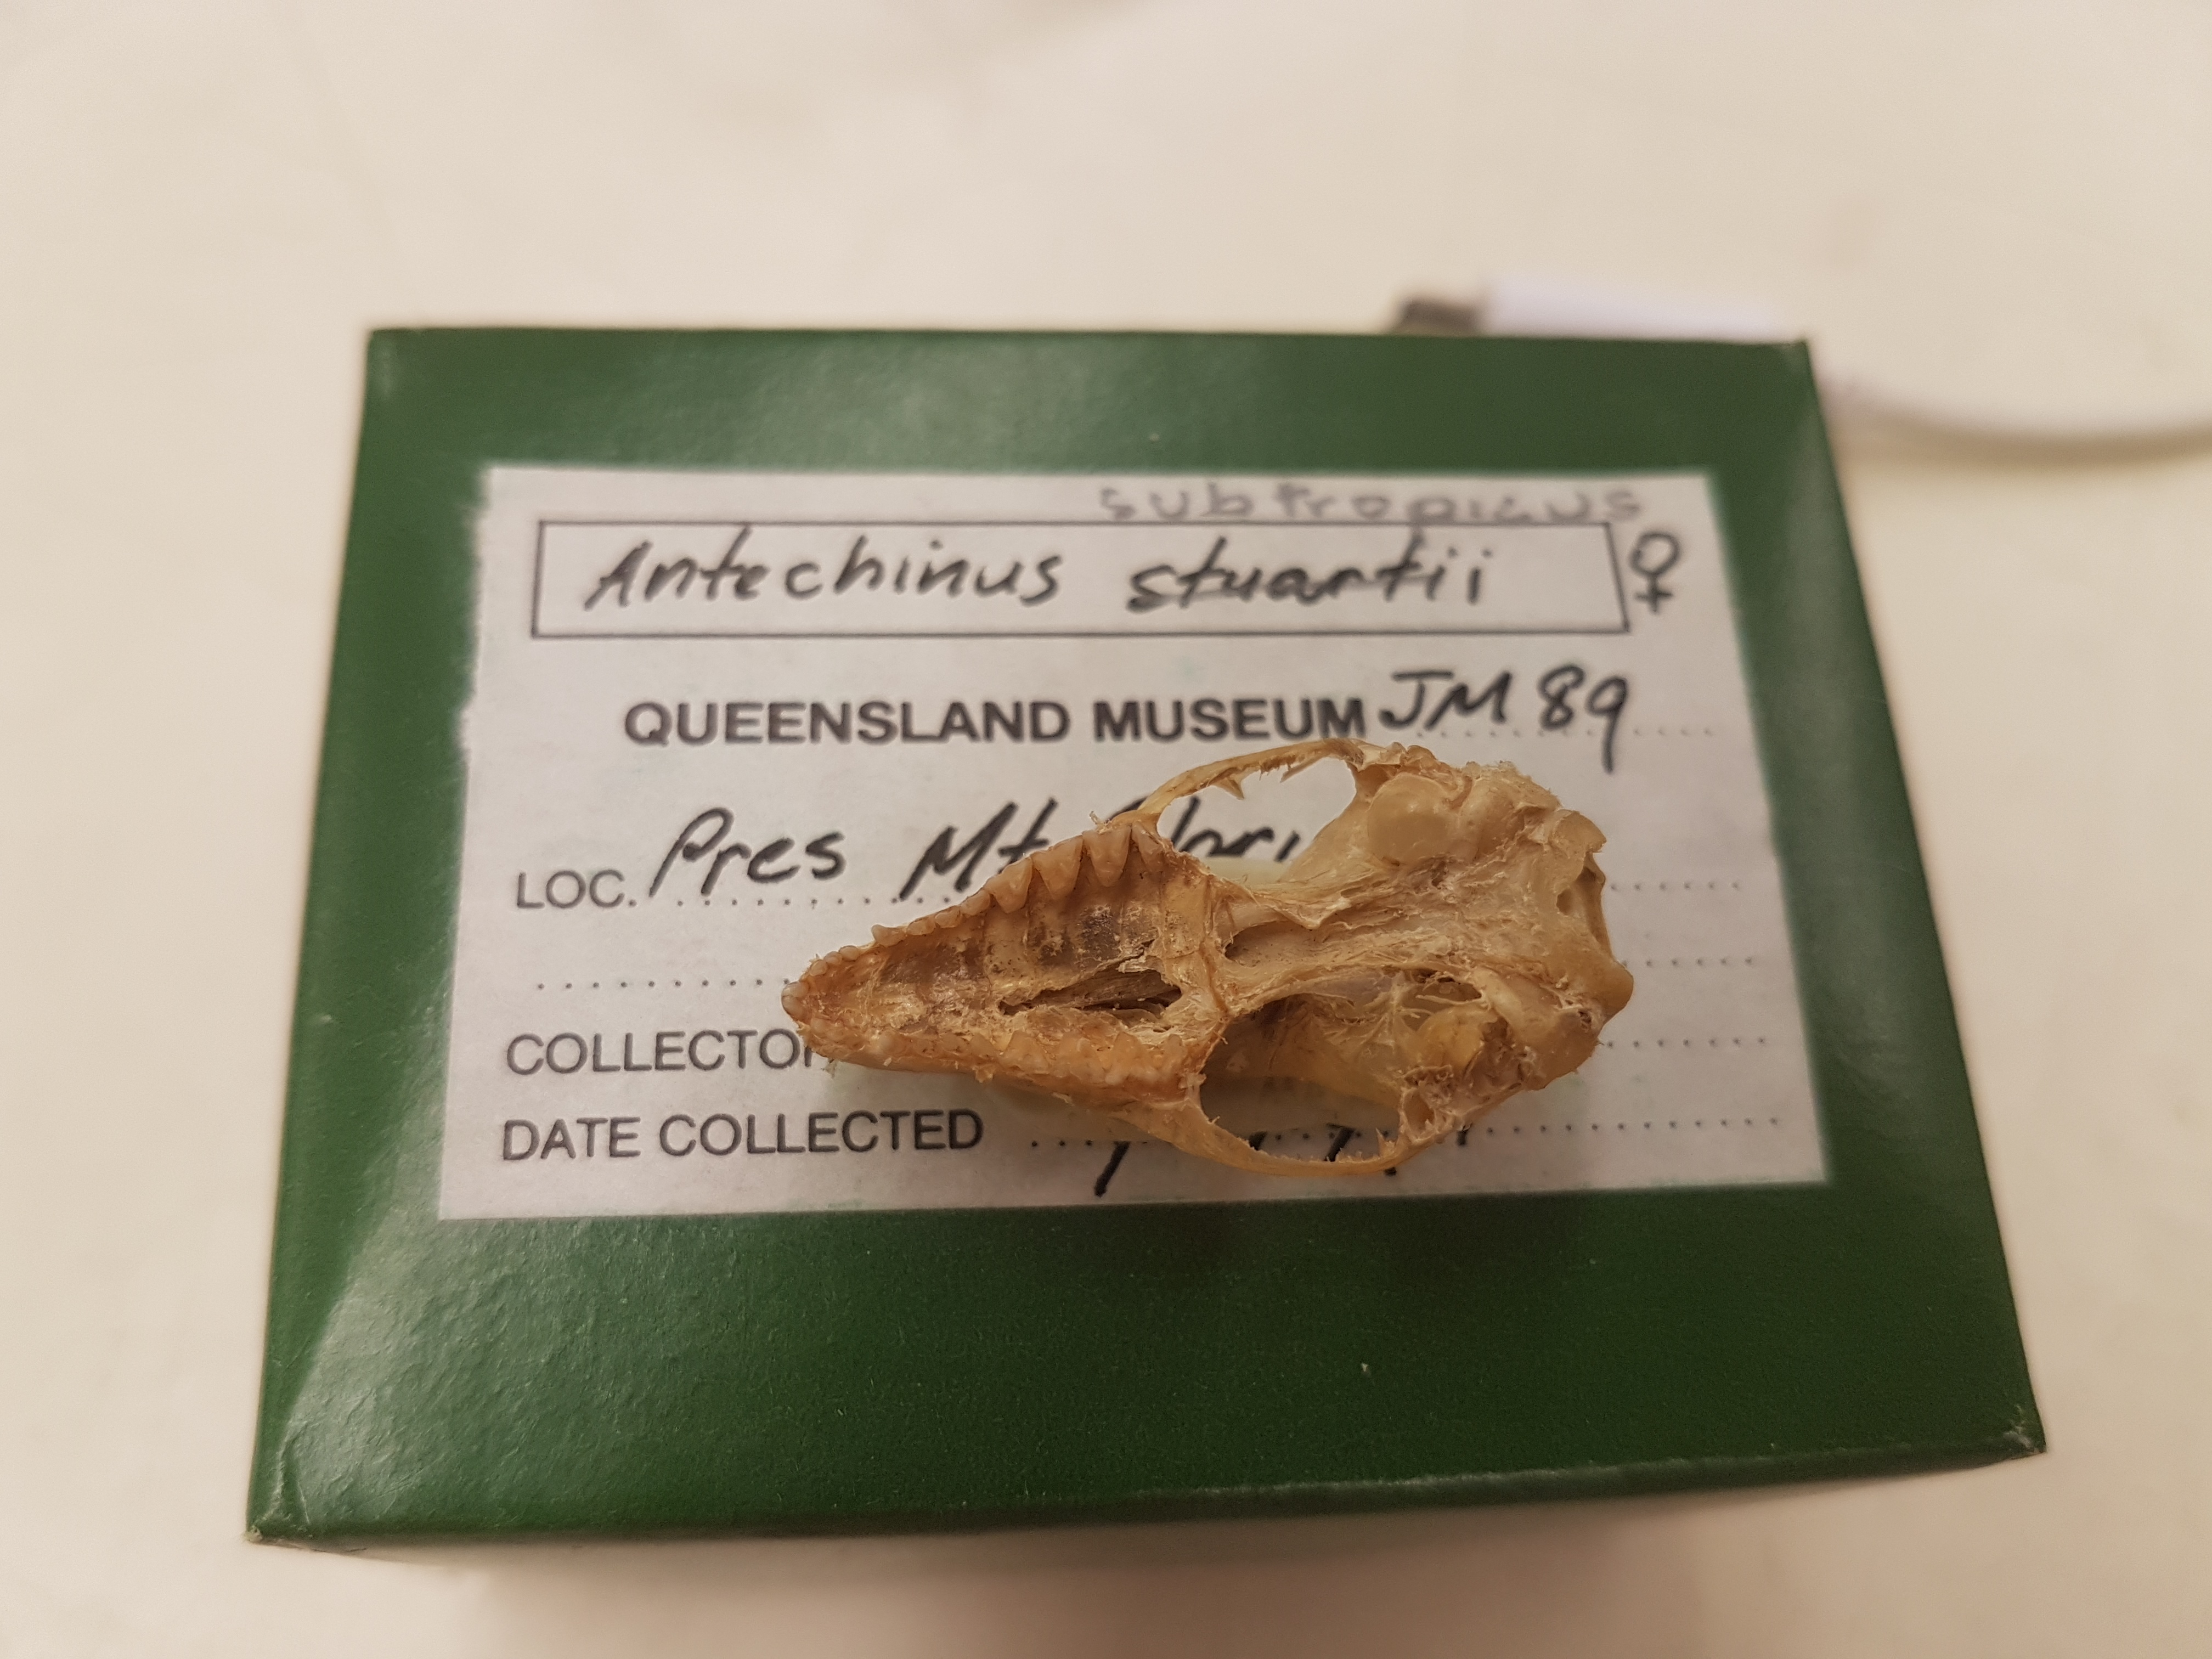 subtropicus
Antechinus stuartii ♀
QUEENSLAND MUSEUM JM 89
LOC. Pres Mt
COLLECTOR
DATE COLLECTED